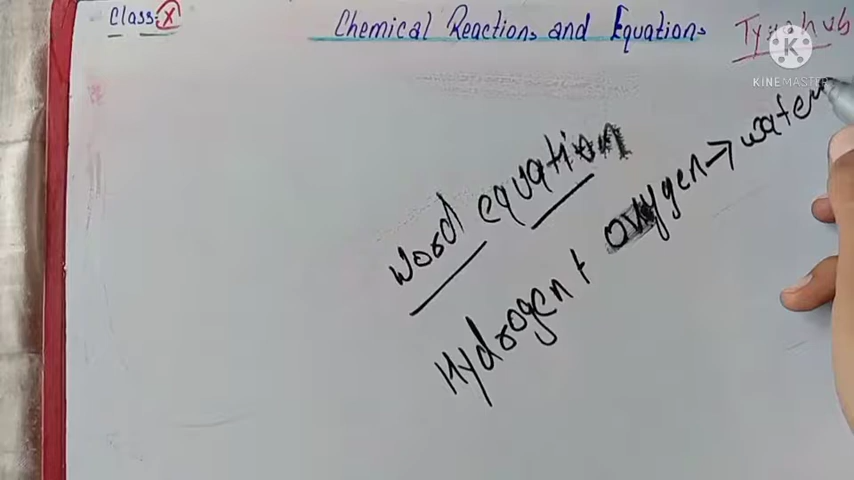 Class:- X
Chemical Reactions and Equations
K
KINEMASTER
word equation
Hydrogen + oxygen → water